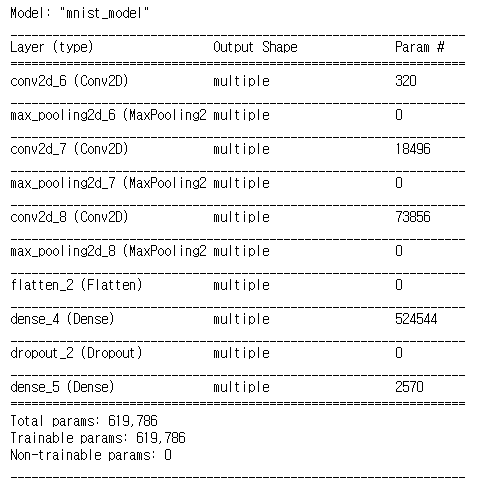 Model: "mnist_model"
Layer (type) Output Shape Param #
conv2d_6 (Conv2D) multiple 320
max_pooling2d_6 (MaxPooling2 multiple 0
conv2d_7 (Conv2D) multiple 18496
max_pooling2d_7 (MaxPooling2 multiple 0
conv2d_8 (Conv2D) multiple 73856
max_pooling2d_8 (MaxPooling2 multiple 0
flatten_2 (Flatten) multiple 0
dense_4 (Dense) multiple 524544
dropout_2 (Dropout) multiple 0
dense_5 (Dense) multiple 2570
Total params: 619,786
Trainable params: 619,786
Non-trainable params: 0